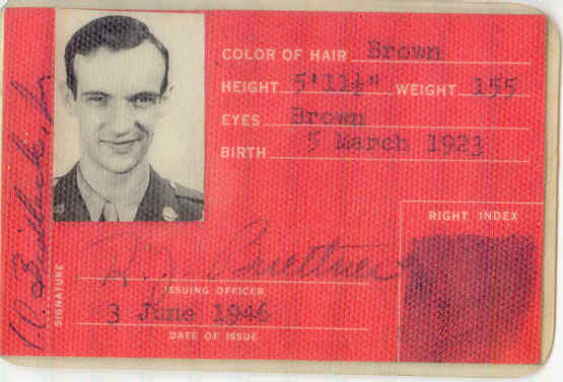 COLOR OF HAIR Brown
HEIGHT 5'11½" WEIGHT 155
EYES Brown
BIRTH 5 March 1923
RIGHT INDEX
ISSUING OFFICER
3 June 1946
DATE OF ISSUE
SIGNATURE